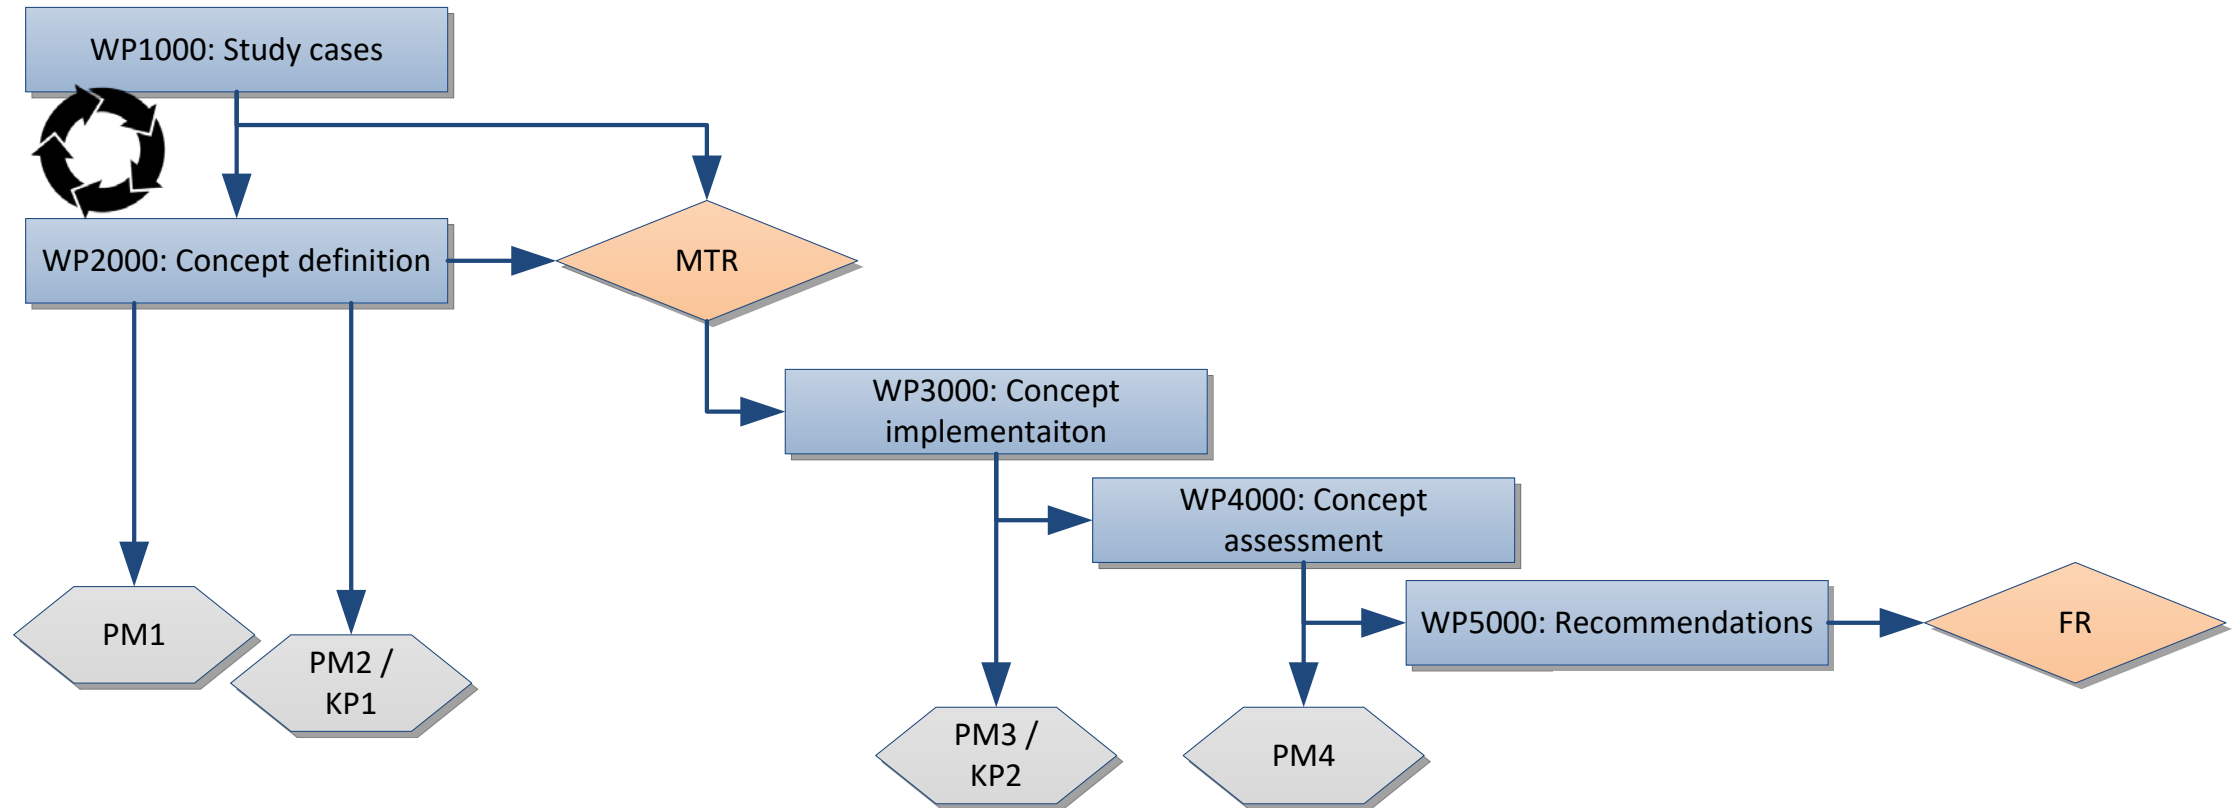 WP1000: Study cases
WP2000: Concept definition
MTR
WP3000: Concept
implementaiton
WP4000: Concept
assessment
WP5000: Recommendations
FR
PM1
PM2 /
KP1
PM3 /
KP2
PM4